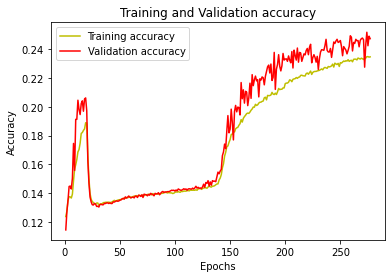 Training and Validation accuracy
Training accuracy
Validation accuracy
Accuracy
0.24
0.22
0.20
0.18
0.16
0.14
0.12
0 50 100 150 200 250
Epochs